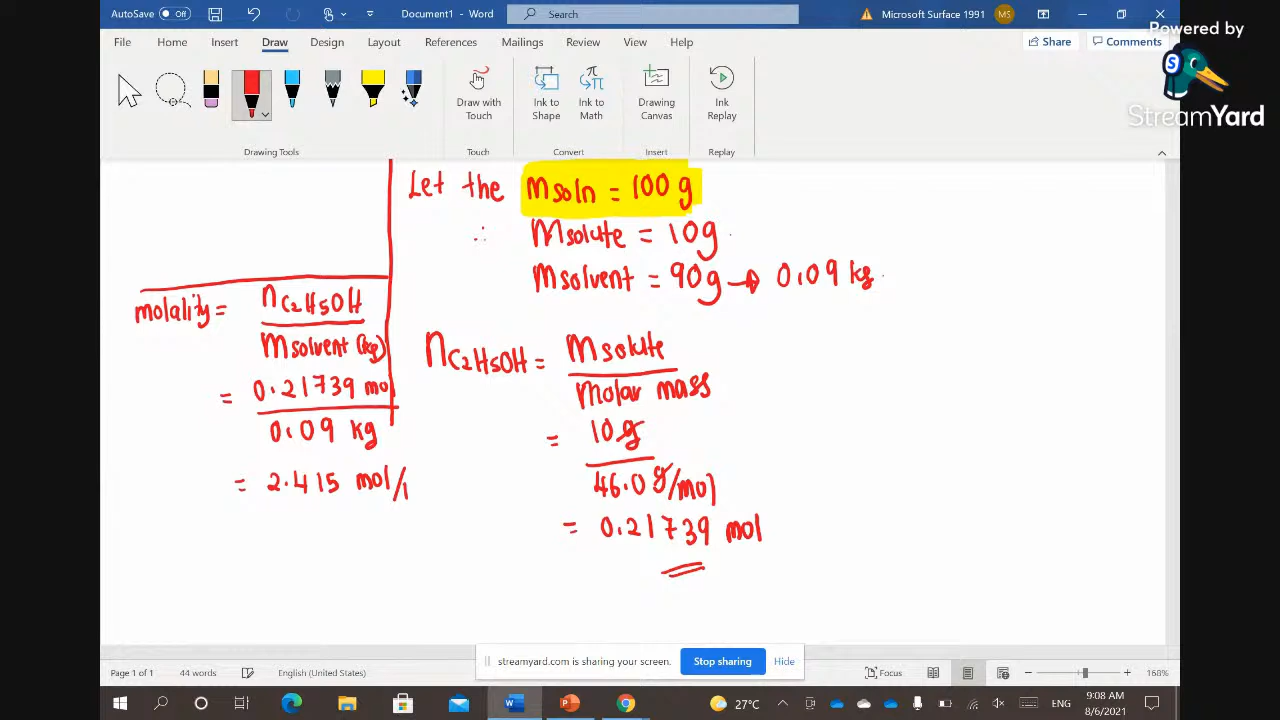 AutoSave Off
Document1 - Word
Search
Microsoft Surface 1991
MS
Powered by
StreamYard
File Home Insert Draw Design Layout References Mailings Review View Help
Share Comments
Draw with Touch
Ink to Shape
Ink to Math
Drawing Canvas
Ink Replay
Drawing Tools Touch Convert Insert Replay
Let the msoln = 100 g
∴ msolute = 10g
msolvent = 90g → 0.09 kg
molality = nC2H5OH
msolvent (kg)
= 0.21739 mol
0.09 kg
= 2.415 mol/
nC2H5OH = msolute
molar mass
= 10 g
46.0 g/mol
= 0.21739 mol
streamyard.com is sharing your screen.
Stop sharing
Hide
Page 1 of 1 44 words English (United States)
Focus
168%
27°C
ENG
9:08 AM
8/6/2021